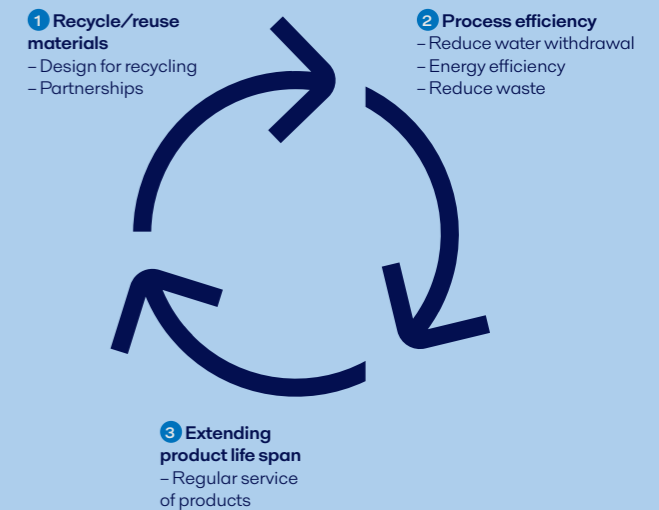 1 Recycle/reuse
materials
– Design for recycling
– Partnerships
2 Process efficiency
– Reduce water withdrawal
– Energy efficiency
– Reduce waste
3 Extending
product life span
– Regular service
of products